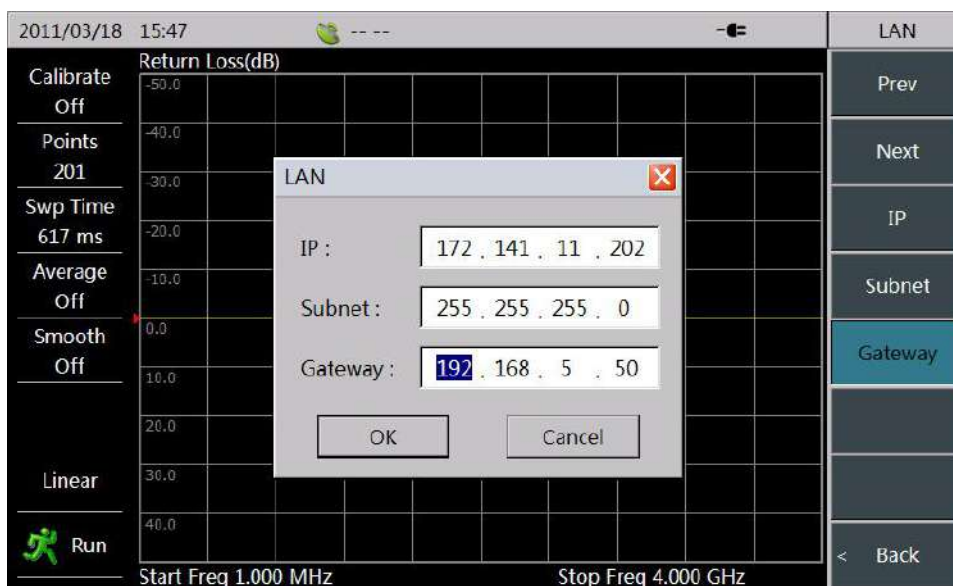 2011/03/18 15:47 -- -- LAN
Calibrate
Off
Points
201
Swp Time
617 ms
Average
Off
Smooth
Off
Linear
Run
Return Loss(dB)
-50.0
-40.0
-30.0
-20.0
-10.0
0.0
10.0
20.0
30.0
40.0
Start Freq 1.000 MHz Stop Freq 4.000 GHz
LAN
IP : 172 . 141 . 11 . 202
Subnet : 255 . 255 . 255 . 0
Gateway : 192 . 168 . 5 . 50
OK Cancel
Prev
Next
IP
Subnet
Gateway
< Back